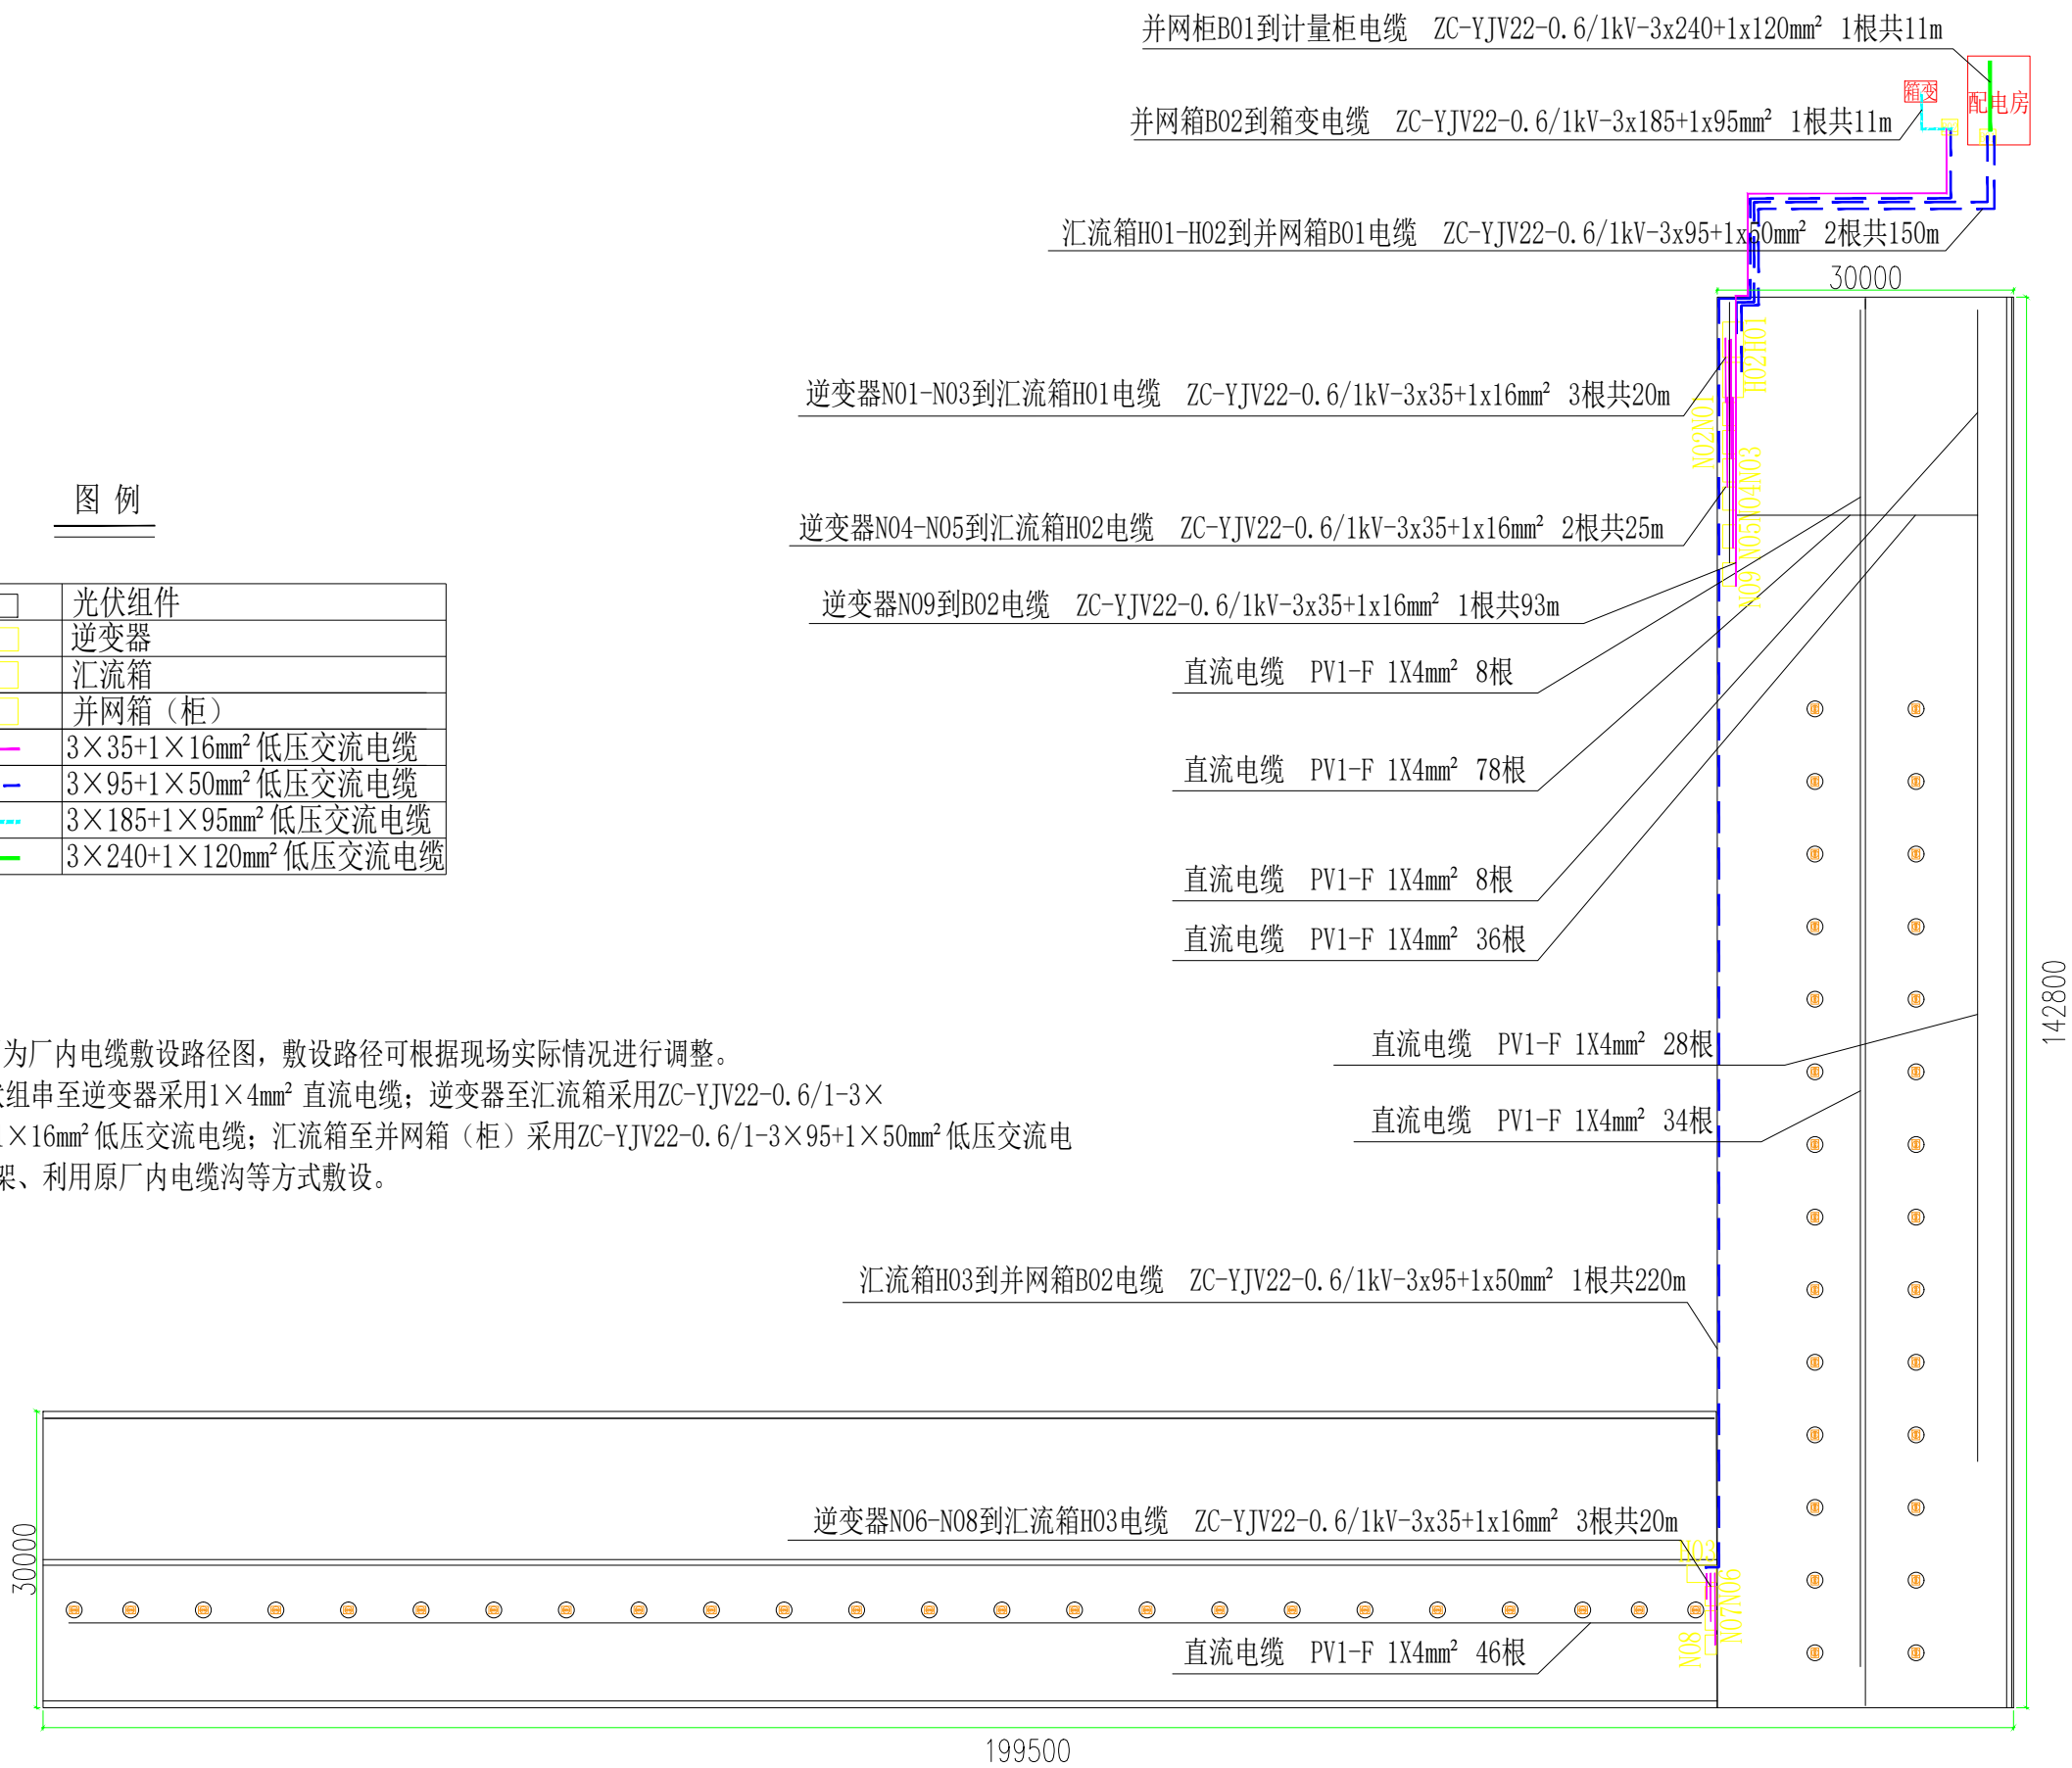 并网柜B01到计量柜电缆 ZC-YJV22-0.6/1kV-3x240+1x120mm² 1根共11m
箱变
配电房
并网箱B02到箱变电缆 ZC-YJV22-0.6/1kV-3x185+1x95mm² 1根共11m
汇流箱H01-H02到并网箱B01电缆 ZC-YJV22-0.6/1kV-3x95+1x50mm² 2根共150m
30000
H02H01
逆变器N01-N03到汇流箱H01电缆 ZC-YJV22-0.6/1kV-3x35+1x16mm² 3根共20m
N02N01
N09 N05N04N03
图 例
逆变器N04-N05到汇流箱H02电缆 ZC-YJV22-0.6/1kV-3x35+1x16mm² 2根共25m
逆变器N09到B02电缆 ZC-YJV22-0.6/1kV-3x35+1x16mm² 1根共93m
光伏组件
逆变器
汇流箱
并网箱（柜）
3×35+1×16mm²低压交流电缆
3×95+1×50mm²低压交流电缆
3×185+1×95mm²低压交流电缆
3×240+1×120mm²低压交流电缆
直流电缆 PV1-F 1X4mm² 8根
直流电缆 PV1-F 1X4mm² 78根
直流电缆 PV1-F 1X4mm² 8根
直流电缆 PV1-F 1X4mm² 36根
142800
直流电缆 PV1-F 1X4mm² 28根
直流电缆 PV1-F 1X4mm² 34根
为厂内电缆敷设路径图，敷设路径可根据现场实际情况进行调整。
组串至逆变器采用1×4mm² 直流电缆；逆变器至汇流箱采用ZC-YJV22-0.6/1-3×
1×16mm²低压交流电缆；汇流箱至并网箱（柜）采用ZC-YJV22-0.6/1-3×95+1×50mm²低压交流电
架、利用原厂内电缆沟等方式敷设。
汇流箱H03到并网箱B02电缆 ZC-YJV22-0.6/1kV-3x95+1x50mm² 1根共220m
逆变器N06-N08到汇流箱H03电缆 ZC-YJV22-0.6/1kV-3x35+1x16mm² 3根共20m
H03
N07N06
N08
30000
直流电缆 PV1-F 1X4mm² 46根
199500